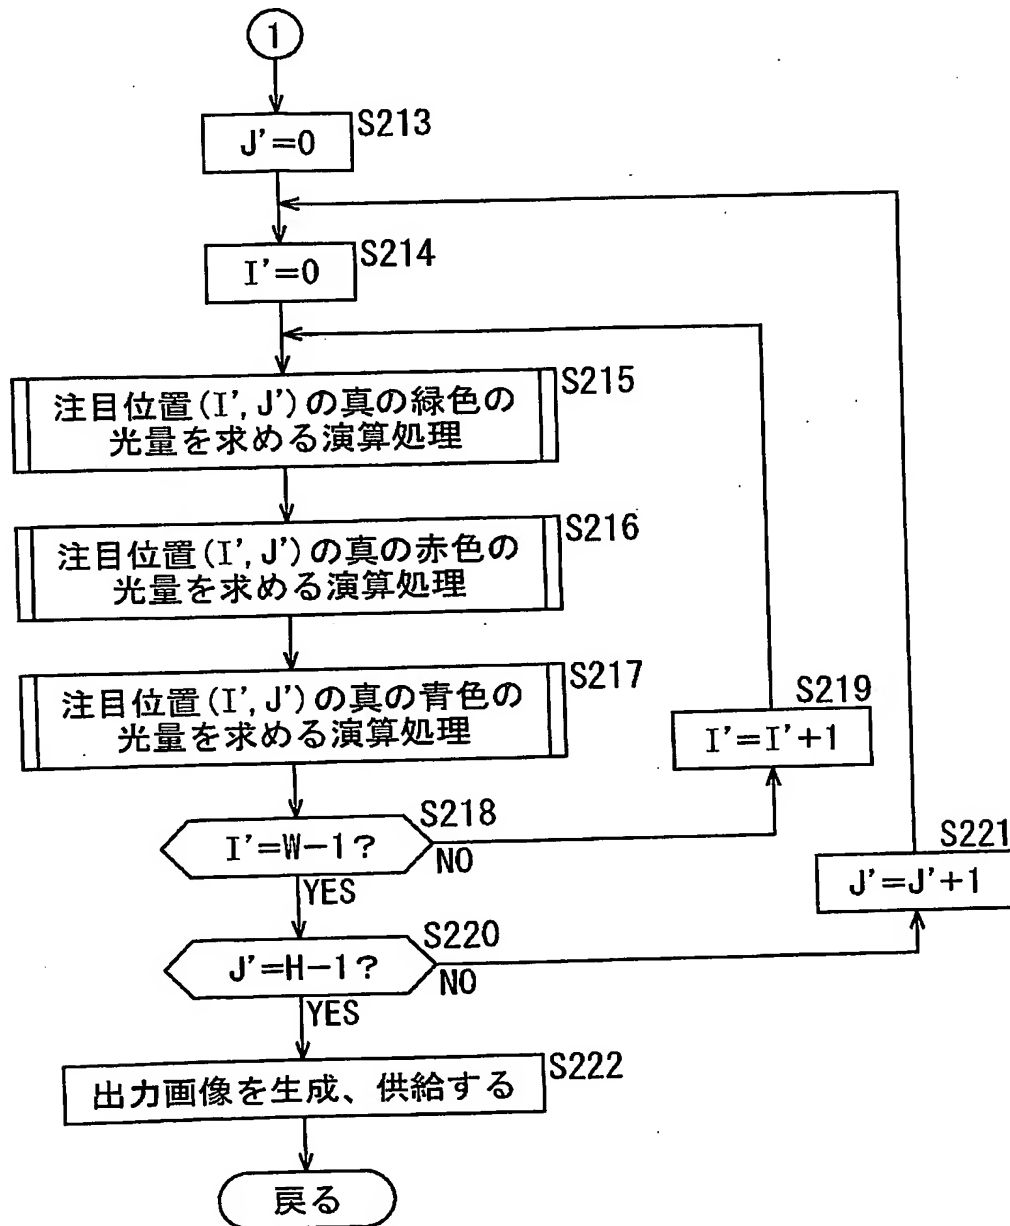 1
J'=0
S213
I'=0
S214
S215
注目位置(I', J')の真の緑色の
光量を求める演算処理
S216
注目位置(I', J')の真の赤色の
光量を求める演算処理
S217
注目位置(I', J')の真の青色の
光量を求める演算処理
S219
I'=I'+1
S218
I'=W-1?
NO
YES
S221
J'=J'+1
S220
J'=H-1?
NO
YES
S222
出力画像を生成、供給する
戻る